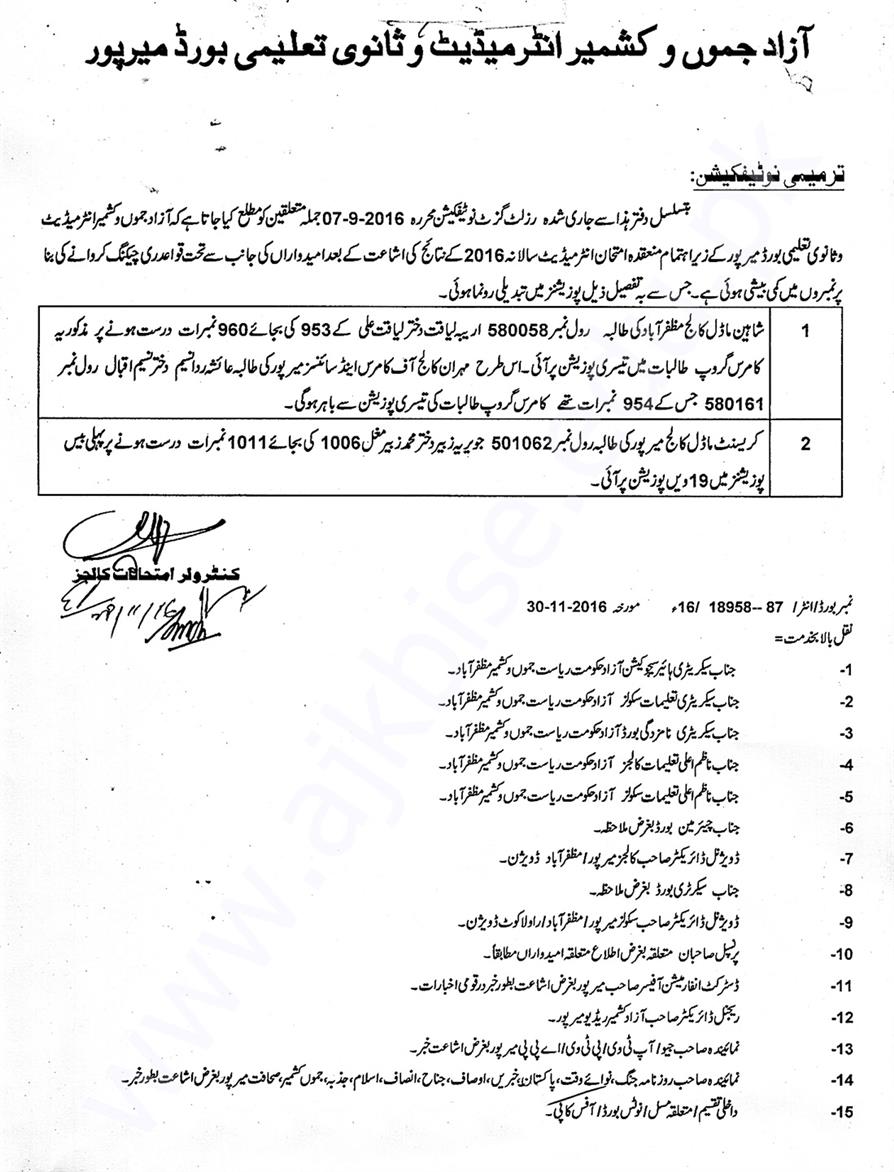 آزاد جموں و کشمیر انٹرمیڈیٹ و ثانوی تعلیمی بورڈ میرپور
ترمیمی نوٹیفکیشن:
بتسلسل دفتر ہذا سے جاری شدہ رزلٹ گزٹ نوٹیفکیشن محررہ 07-9-2016 جملہ متعلقین کو مطلع کیا جاتا ہے کہ آزاد جموں و کشمیر انٹرمیڈیٹ
و ثانوی تعلیمی بورڈ میرپور کے زیر اہتمام منعقدہ امتحان انٹرمیڈیٹ سالانہ 2016 کے نتائج کی اشاعت کے بعد امیدواران کی جانب سے تحت قواعد ری چیکنگ کروانے کی بنا
پر نمبروں میں کمی بیشی ہوئی ہے۔ جس سے بہ تفصیل ذیل پوزیشنز میں تبدیلی رونما ہوئی۔
1 شاہین ماڈل کالج مظفرآباد کی طالبہ رول نمبر 580058 اریبہ لیاقت دختر لیاقت علی کے 953 کی بجائے 960 نمبرات درست ہونے پر مذکوریہ
کامرس گروپ طالبات میں تیسری پوزیشن پر آئی۔ اس طرح مہران کالج آف کامرس اینڈ سائنسز میرپور کی طالبہ عائشہ ردا نسیم دختر نسیم اقبال رول نمبر
580161 جس کے 954 نمبرات تھے کامرس گروپ طالبات کی تیسری پوزیشن سے باہر ہوگی۔
2 کریسنٹ ماڈل کالج میرپور کی طالبہ رول نمبر 501062 جویریہ زبیر دختر محمد زبیر مغل 1006 کی بجائے 1011 نمبرات درست ہونے پر پہلی بیس
پوزیشنز میں 19 ویں پوزیشن پر آئی۔
کنٹرولر امتحانات کالجز
نمبر بورڈ/انٹر/ 87 -- 18958 /16ء مورخہ 30-11-2016
نقل بالا بخدمت=
1- جناب سیکریٹری ہائیر ایجوکیشن آزاد حکومت ریاست جموں و کشمیر مظفرآباد۔
2- جناب سیکریٹری تعلیمات سکولز آزاد حکومت ریاست جموں و کشمیر مظفرآباد۔
3- جناب سیکریٹری نامزدگی بورڈ آزاد حکومت ریاست جموں و کشمیر مظفرآباد۔
4- جناب ناظم اعلی تعلیمات کالجز آزاد حکومت ریاست جموں و کشمیر مظفرآباد۔
5- جناب ناظم اعلی تعلیمات سکولز آزاد حکومت ریاست جموں و کشمیر مظفرآباد۔
6- جناب چیئرمین بورڈ بغرض ملاحظہ۔
7- ڈویژنل ڈائریکٹر صاحب کالجز میرپور/مظفرآباد ڈویژن۔
8- جناب سیکرٹری بورڈ بغرض ملاحظہ۔
9- ڈویژنل ڈائریکٹر صاحب سکولز میرپور/مظفرآباد/راولاکوٹ ڈویژن۔
10- پرنسپل صاحبان متعلقہ بغرض اطلاع متعلقہ امیدواران مطابقاً۔
11- ڈسٹرکٹ انفارمیشن آفیسر صاحب میرپور بغرض اشاعت بطور خبر در قومی اخبارات۔
12- ریجنل ڈائریکٹر صاحب آزاد کشمیر ریڈیو میرپور۔
13- نمائیندہ صاحب جیو/آپ ٹی وی/پی ٹی وی/اے پی پی میرپور بغرض اشاعت خبر۔
14- نمائیندہ صاحب روزنامہ جنگ، نوائے وقت، پاکستان، خبریں، اوصاف، جناح، انصاف، اسلام، جذبہ، جموں کشمیر، صحافت میرپور بغرض اشاعت بطور خبر۔
15- داخلی تقسیم/متعلقہ مسل/نوٹس بورڈ/آفس کاپی۔